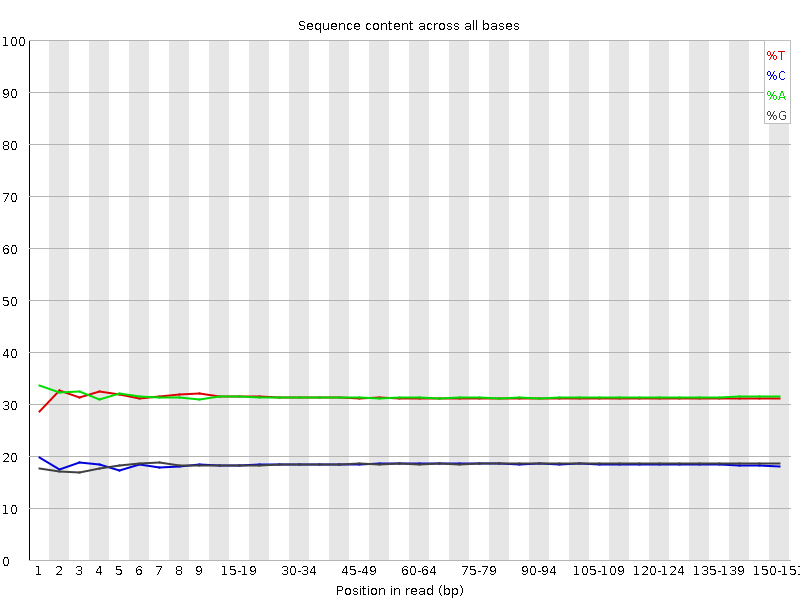 Sequence content across all bases
100
90
80
70
60
50
40
30
20
10
0
%T
%C
%A
%G
1 2 3 4 5 6 7 8 9 15-19 30-34 45-49 60-64 75-79 90-94 105-109 120-124 135-139 150-151
Position in read (bp)